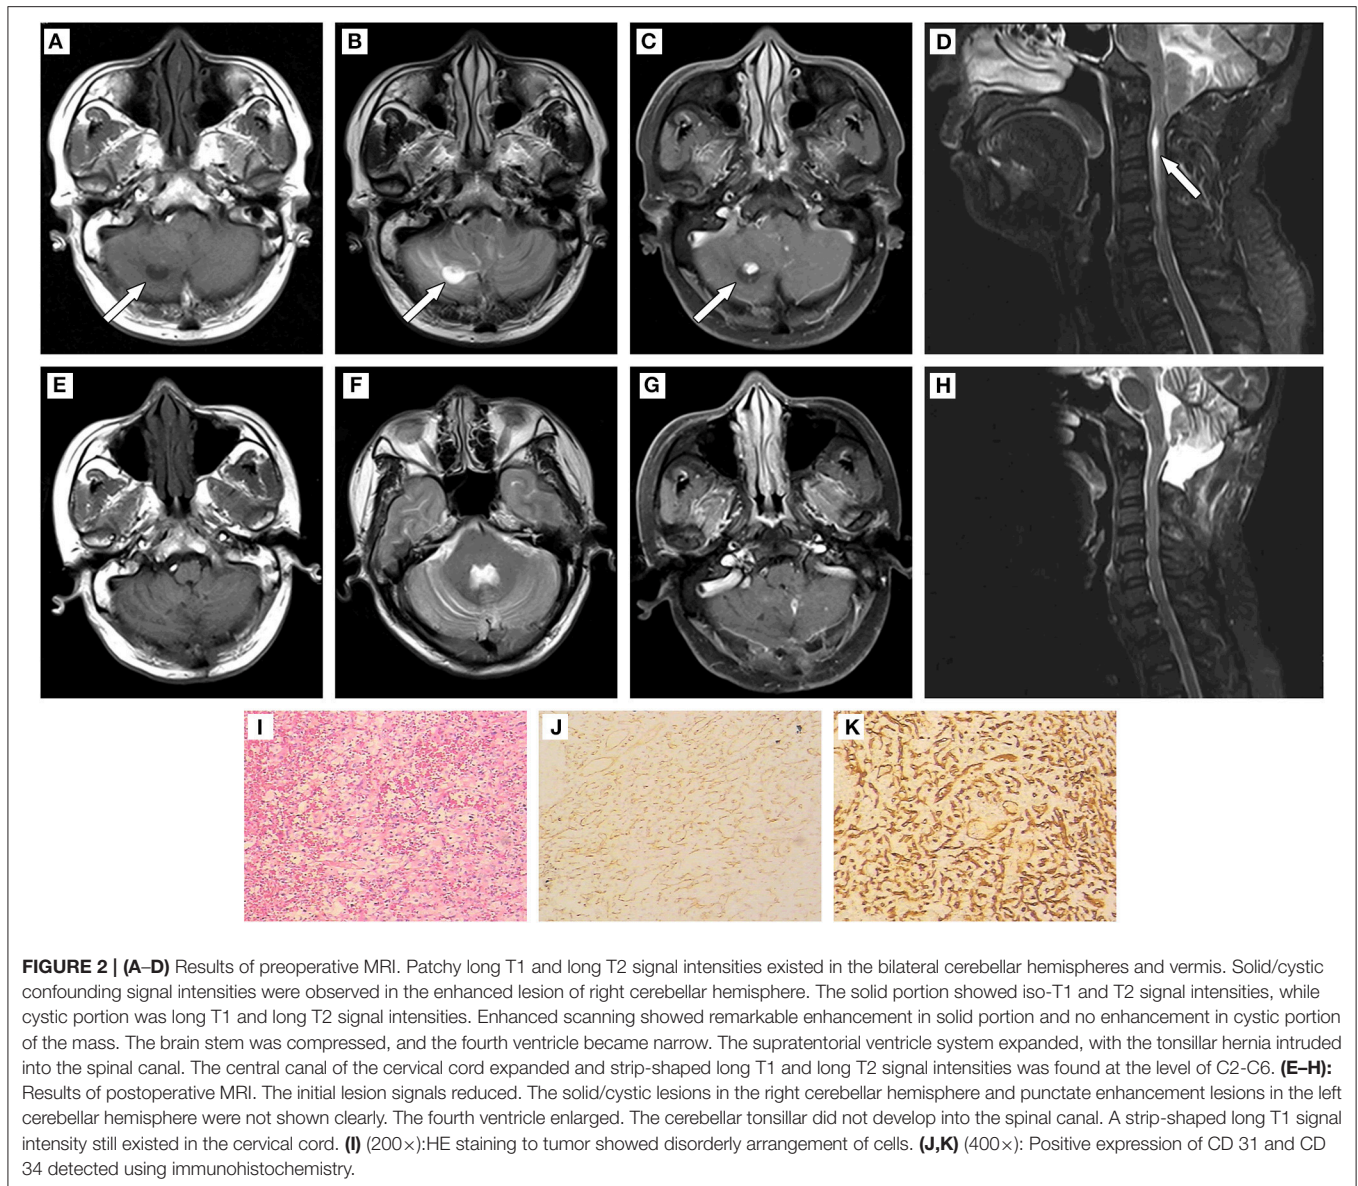 A
B
C
D
E
F
G
H
I
J
K
FIGURE 2 | (A–D) Results of preoperative MRI. Patchy long T1 and long T2 signal intensities existed in the bilateral cerebellar hemispheres and vermis. Solid/cystic
confounding signal intensities were observed in the enhanced lesion of right cerebellar hemisphere. The solid portion showed iso-T1 and T2 signal intensities, while
cystic portion was long T1 and long T2 signal intensities. Enhanced scanning showed remarkable enhancement in solid portion and no enhancement in cystic portion
of the mass. The brain stem was compressed, and the fourth ventricle became narrow. The supratentorial ventricle system expanded, with the tonsillar hernia intruded
into the spinal canal. The central canal of the cervical cord expanded and strip-shaped long T1 and long T2 signal intensities was found at the level of C2-C6. (E–H):
Results of postoperative MRI. The initial lesion signals reduced. The solid/cystic lesions in the right cerebellar hemisphere and punctate enhancement lesions in the left
cerebellar hemisphere were not shown clearly. The fourth ventricle enlarged. The cerebellar tonsillar did not develop into the spinal canal. A strip-shaped long T1 signal
intensity still existed in the cervical cord. (I) (200×):HE staining to tumor showed disorderly arrangement of cells. (J,K) (400×): Positive expression of CD 31 and CD
34 detected using immunohistochemistry.